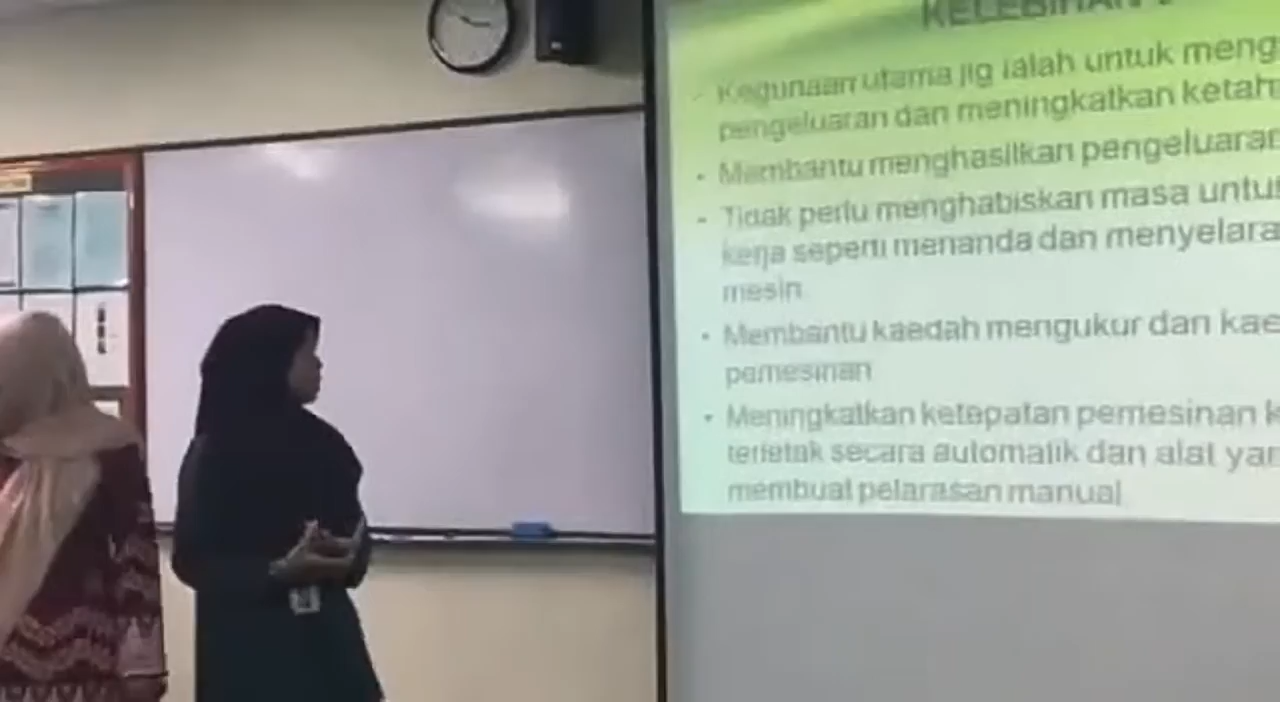 KELEBIHAN
Kegunaan utama jig ialah untuk meng
pengeluaran dan meningkatkan ketah
Membantu menghasilkan pengeluaran
Tidak perlu menghabiskan masa untu
kerja seperti menanda dan menyelara
mesin
Membantu kaedah mengukur dan kae
pemesinan
Meningkatkan ketepatan pemesinan k
terletak secara automatik dan alat yan
membuat pelarasan manual